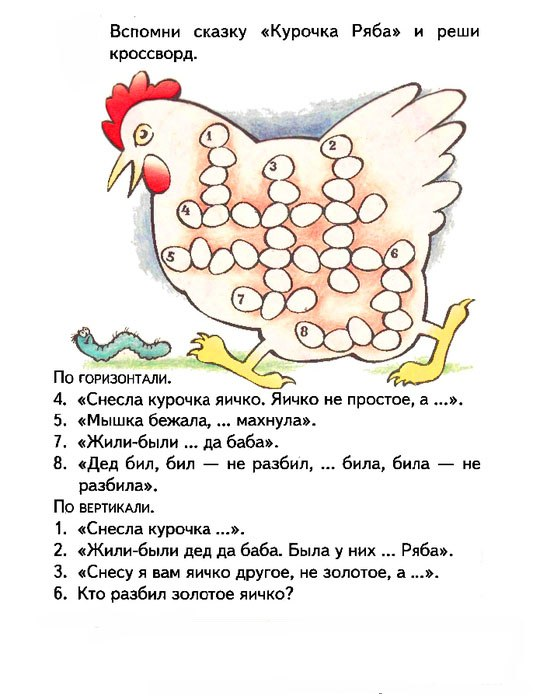 Вспомни сказку «Курочка Ряба» и реши
кроссворд.
1
2
3
4
5
6
7
8
По горизонтали.
4. «Снесла курочка яичко. Яичко не простое, а ...».
5. «Мышка бежала, ... махнула».
7. «Жили-были ... да баба».
8. «Дед бил, бил — не разбил, ... била, била — не
разбила».
По вертикали.
1. «Снесла курочка ...».
2. «Жили-были дед да баба. Была у них ... Ряба».
3. «Снесу я вам яичко другое, не золотое, а ...».
6. Кто разбил золотое яичко?